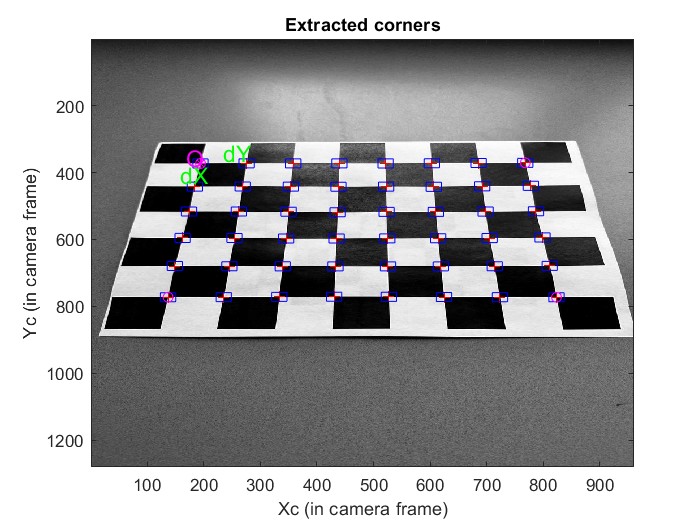 Extracted corners
Yc (in camera frame)
200
400
600
800
1000
1200
O
dY
dX
100 200 300 400 500 600 700 800 900
Xc (in camera frame)